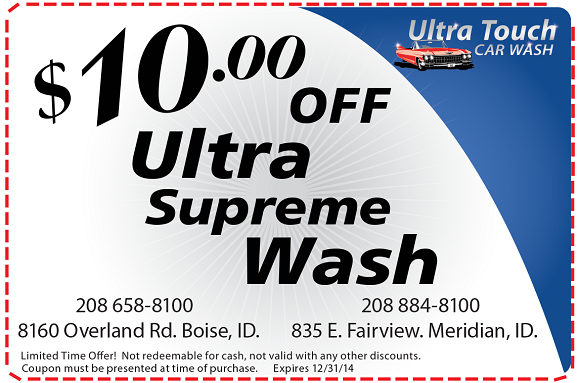 Ultra Touch
CAR WASH
$10.00
OFF
Ultra
Supreme
Wash
208 658-8100
8160 Overland Rd. Boise, ID.
208 884-8100
835 E. Fairview. Meridian, ID.
Limited Time Offer! Not redeemable for cash, not valid with any other discounts.
Coupon must be presented at time of purchase. Expires 12/31/14